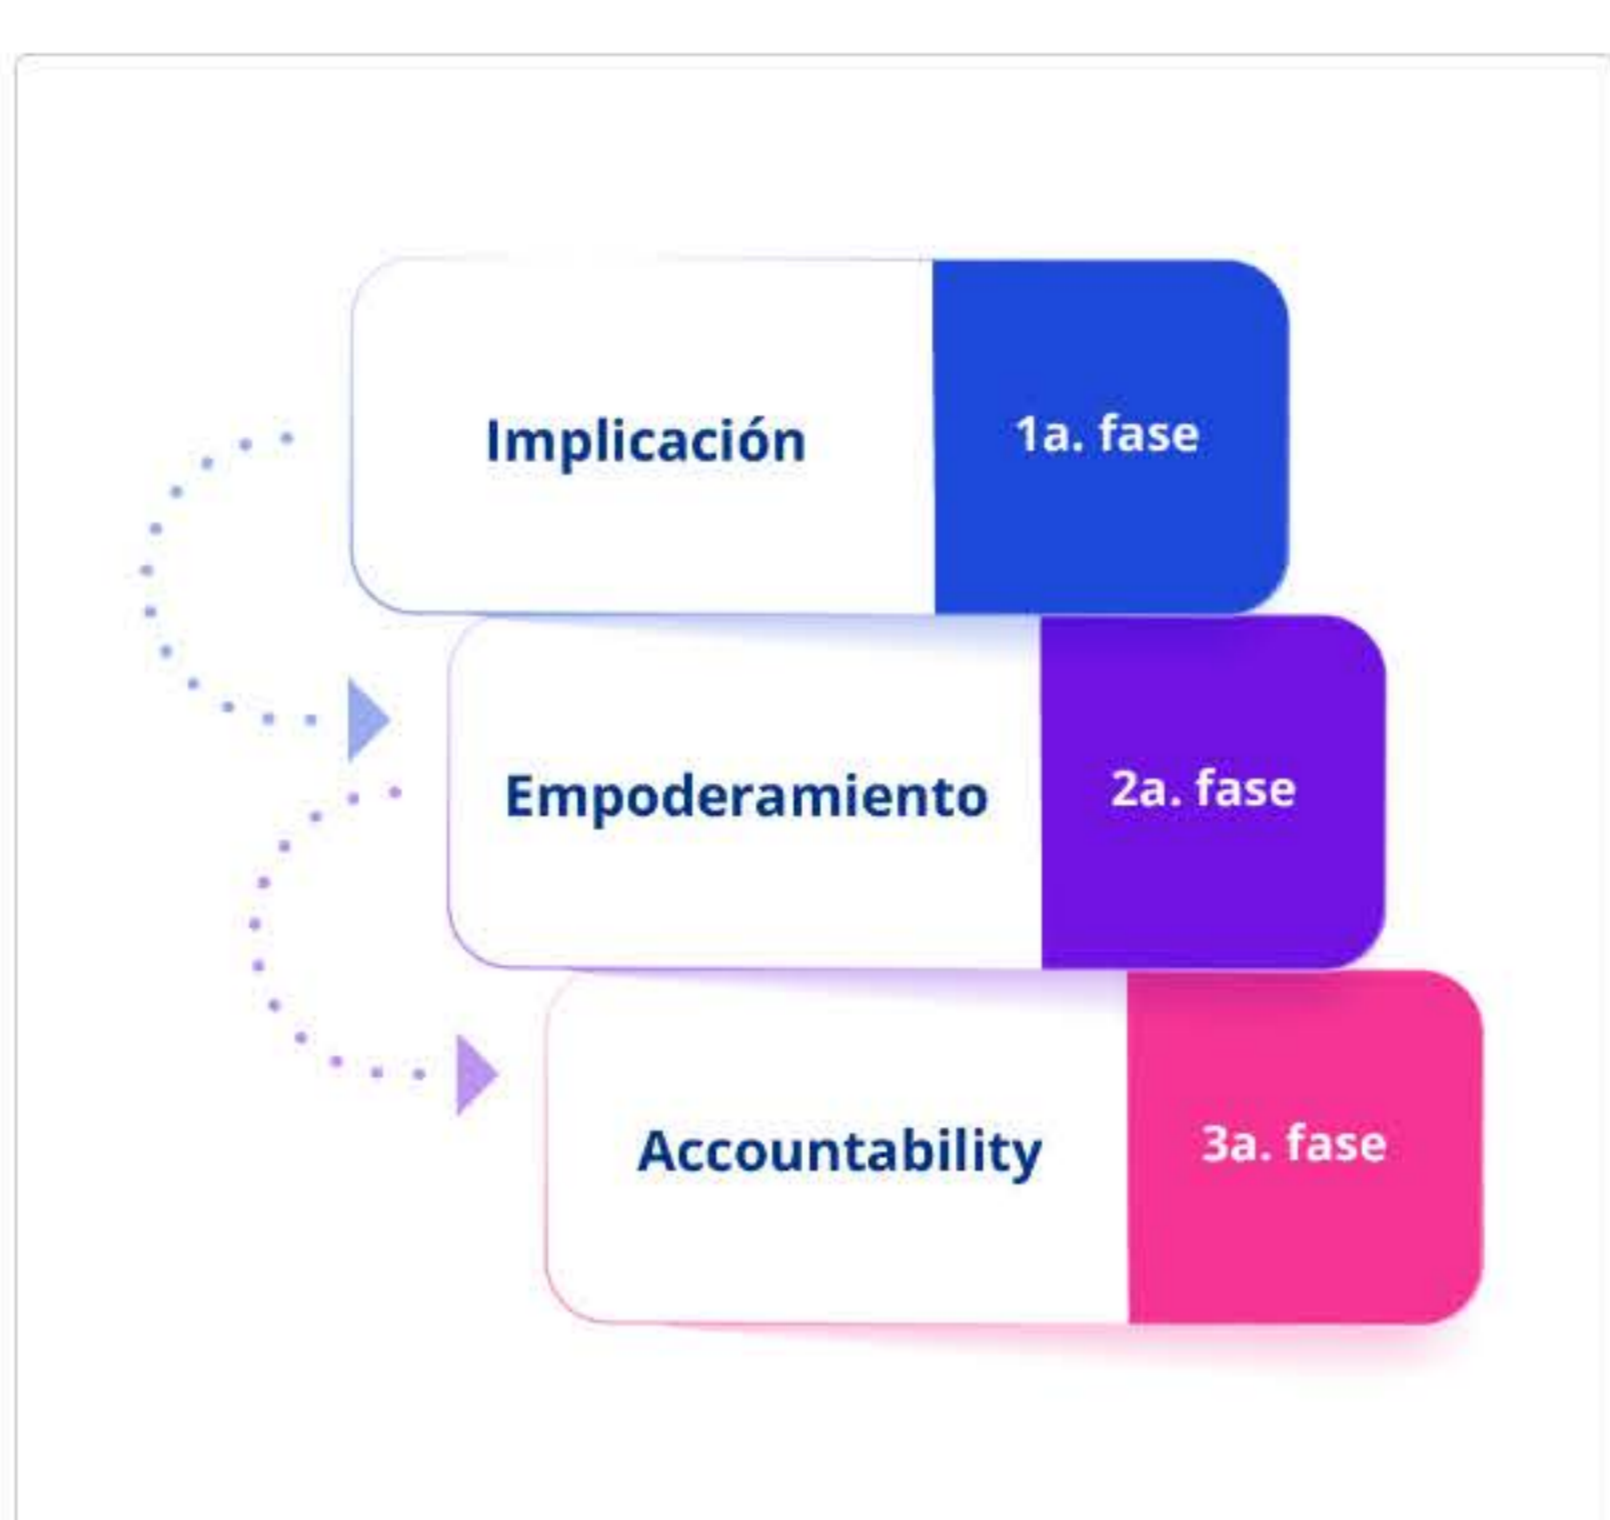 Implicación
1a. fase
Empoderamiento
2a. fase
Accountability
3a. fase